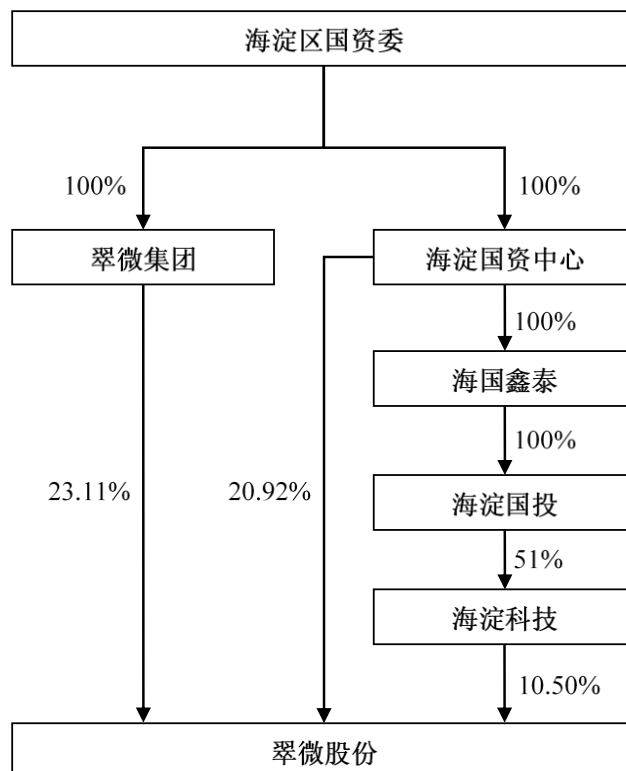 海淀区国资委
100%
100%
翠微集团
海淀国资中心
100%
海国鑫泰
100%
23.11%
20.92%
海淀国投
51%
海淀科技
10.50%
翠微股份